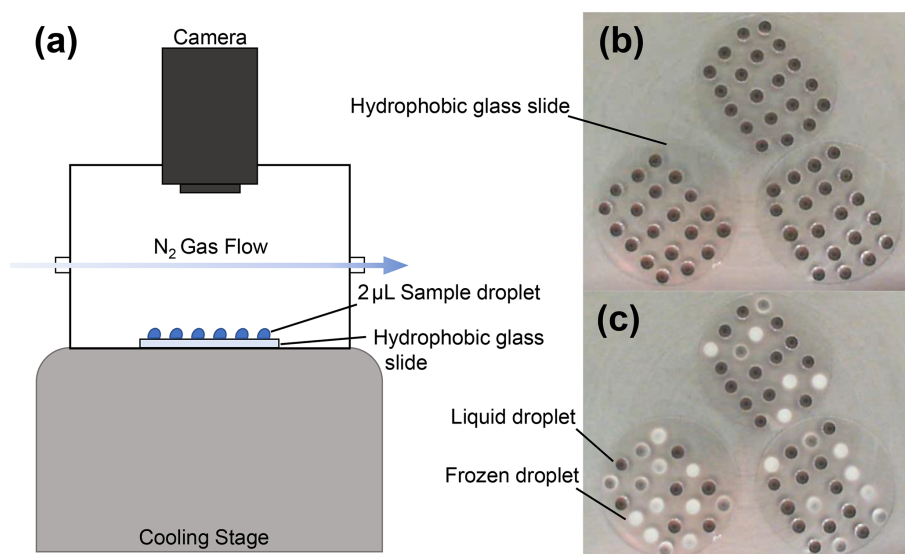 (a)
Camera
N2 Gas Flow
2 µL Sample droplet
Hydrophobic glass
slide
Cooling Stage
(b)
Hydrophobic glass slide
(c)
Liquid droplet
Frozen droplet